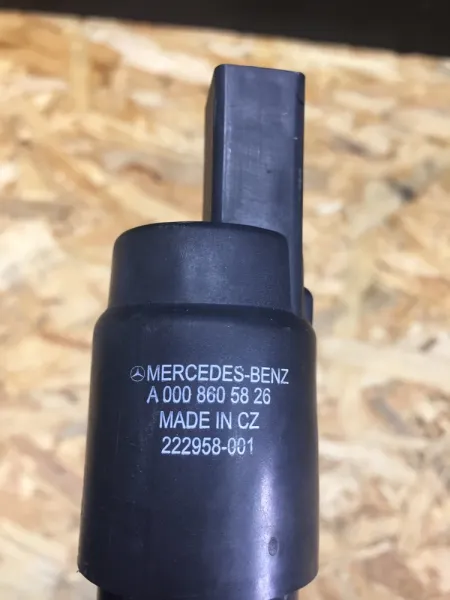 MERCEDES-BENZ
A 000 860 58 26
MADE IN CZ
222958-001